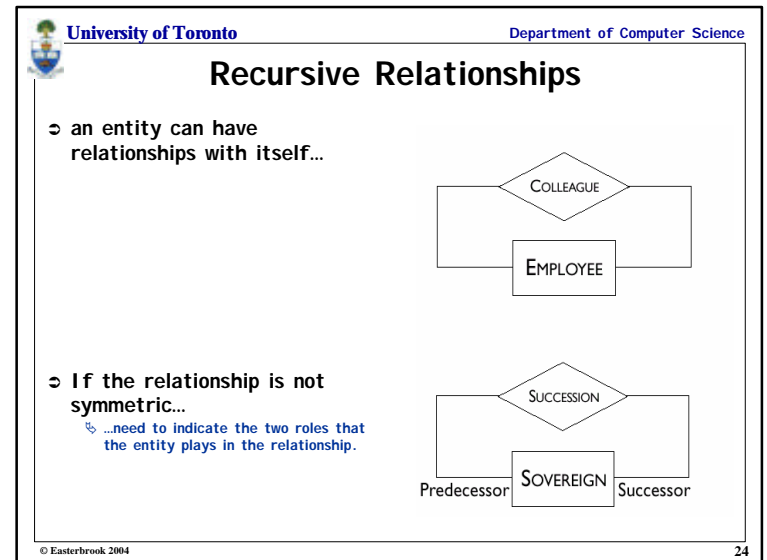 University of Toronto
Department of Computer Science
Recursive Relationships
➲ an entity can have
relationships with itself…
COLLEAGUE
EMPLOYEE
➲ If the relationship is not
symmetric…
…need to indicate the two roles that
the entity plays in the relationship.
SUCCESSION
Predecessor SOVEREIGN Successor
© Easterbrook 2004
24